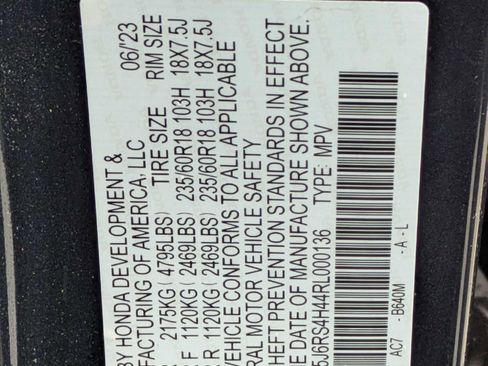 BY HONDA DEVELOPMENT & 06/'23
FACTURING OF AMERICA, LLC
TIRE SIZE RIM SIZE
2175KG ( 4795LBS)
F 1120KG ( 2469LBS) 235/60R18 103H 18X7.5J
R 1120KG ( 2469LBS) 235/60R18 103H 18X7.5J
VEHICLE CONFORMS TO ALL APPLICABLE
RAL MOTOR VEHICLE SAFETY
THEFT PREVENTION STANDARDS IN EFFECT
HE DATE OF MANUFACTURE SHOWN ABOVE.
5J6RS4H44RL000136 TYPE: MPV
AC7 - B640M - A - L